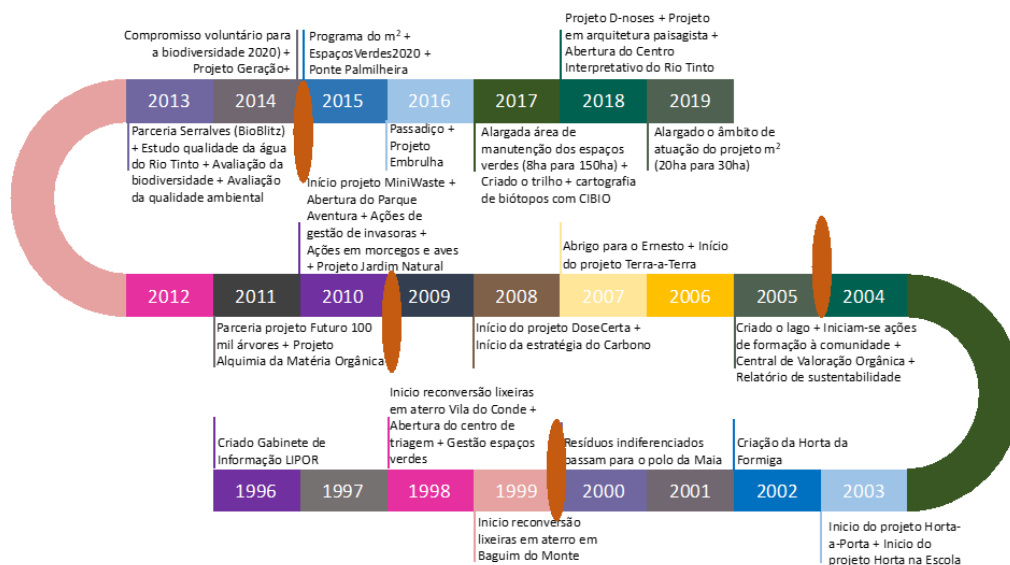 Compromisso voluntário para
a biodiversidade 2020) +
Projeto Geração+
Programa do m² +
EspaçosVerdes2020 +
Ponte Palmilheira
Projeto D-noses + Projeto
em arquitetura paisagista +
Abertura do Centro
Interpretativo do Rio Tinto
2013
2014
2015
2016
2017
2018
2019
Parceria Serralves (BioBlitz)
+ Estudo qualidade da água
do Rio Tinto + Avaliação da
biodiversidade + Avaliação
da qualidade ambiental
Passadiço +
Projeto
Embrulha
Alargada área de
manutenção dos espaços
verdes (8ha para 150ha) +
Criado o trilho + cartografia
de biótopos com CIBIO
Alargado o âmbito de
atuação do projeto m²
(20ha para 30ha)
Início projeto MiniWaste +
Abertura do Parque
Aventura + Ações de
gestão de invasoras +
Ações em morcegos e aves
+ Projeto Jardim Natural
Abrigo para o Ernesto + Início
do projeto Terra-a-Terra
2012
2011
2010
2009
2008
2007
2006
2005
2004
Parceria projeto Futuro 100
mil árvores + Projeto
Alquimia da Matéria Orgânica
Início do projeto DoseCerta +
Início da estratégia do Carbono
Criado o lago + Iniciam-se ações
de formação à comunidade +
Central de Valoração Orgânica +
Relatório de sustentabilidade
Criado Gabinete de
Informação LIPOR
Inicio reconversão lixeiras
em aterro Vila do Conde +
Abertura do centro de
triagem + Gestão espaços
verdes
Resíduos indiferenciados
passam para o polo da Maia
Criação da Horta da
Formiga
1996
1997
1998
1999
2000
2001
2002
2003
Inicio reconversão
lixeiras em aterro em
Baguim do Monte
Inicio do projeto Horta-
a-Porta + Inicio do
projeto Horta na Escola